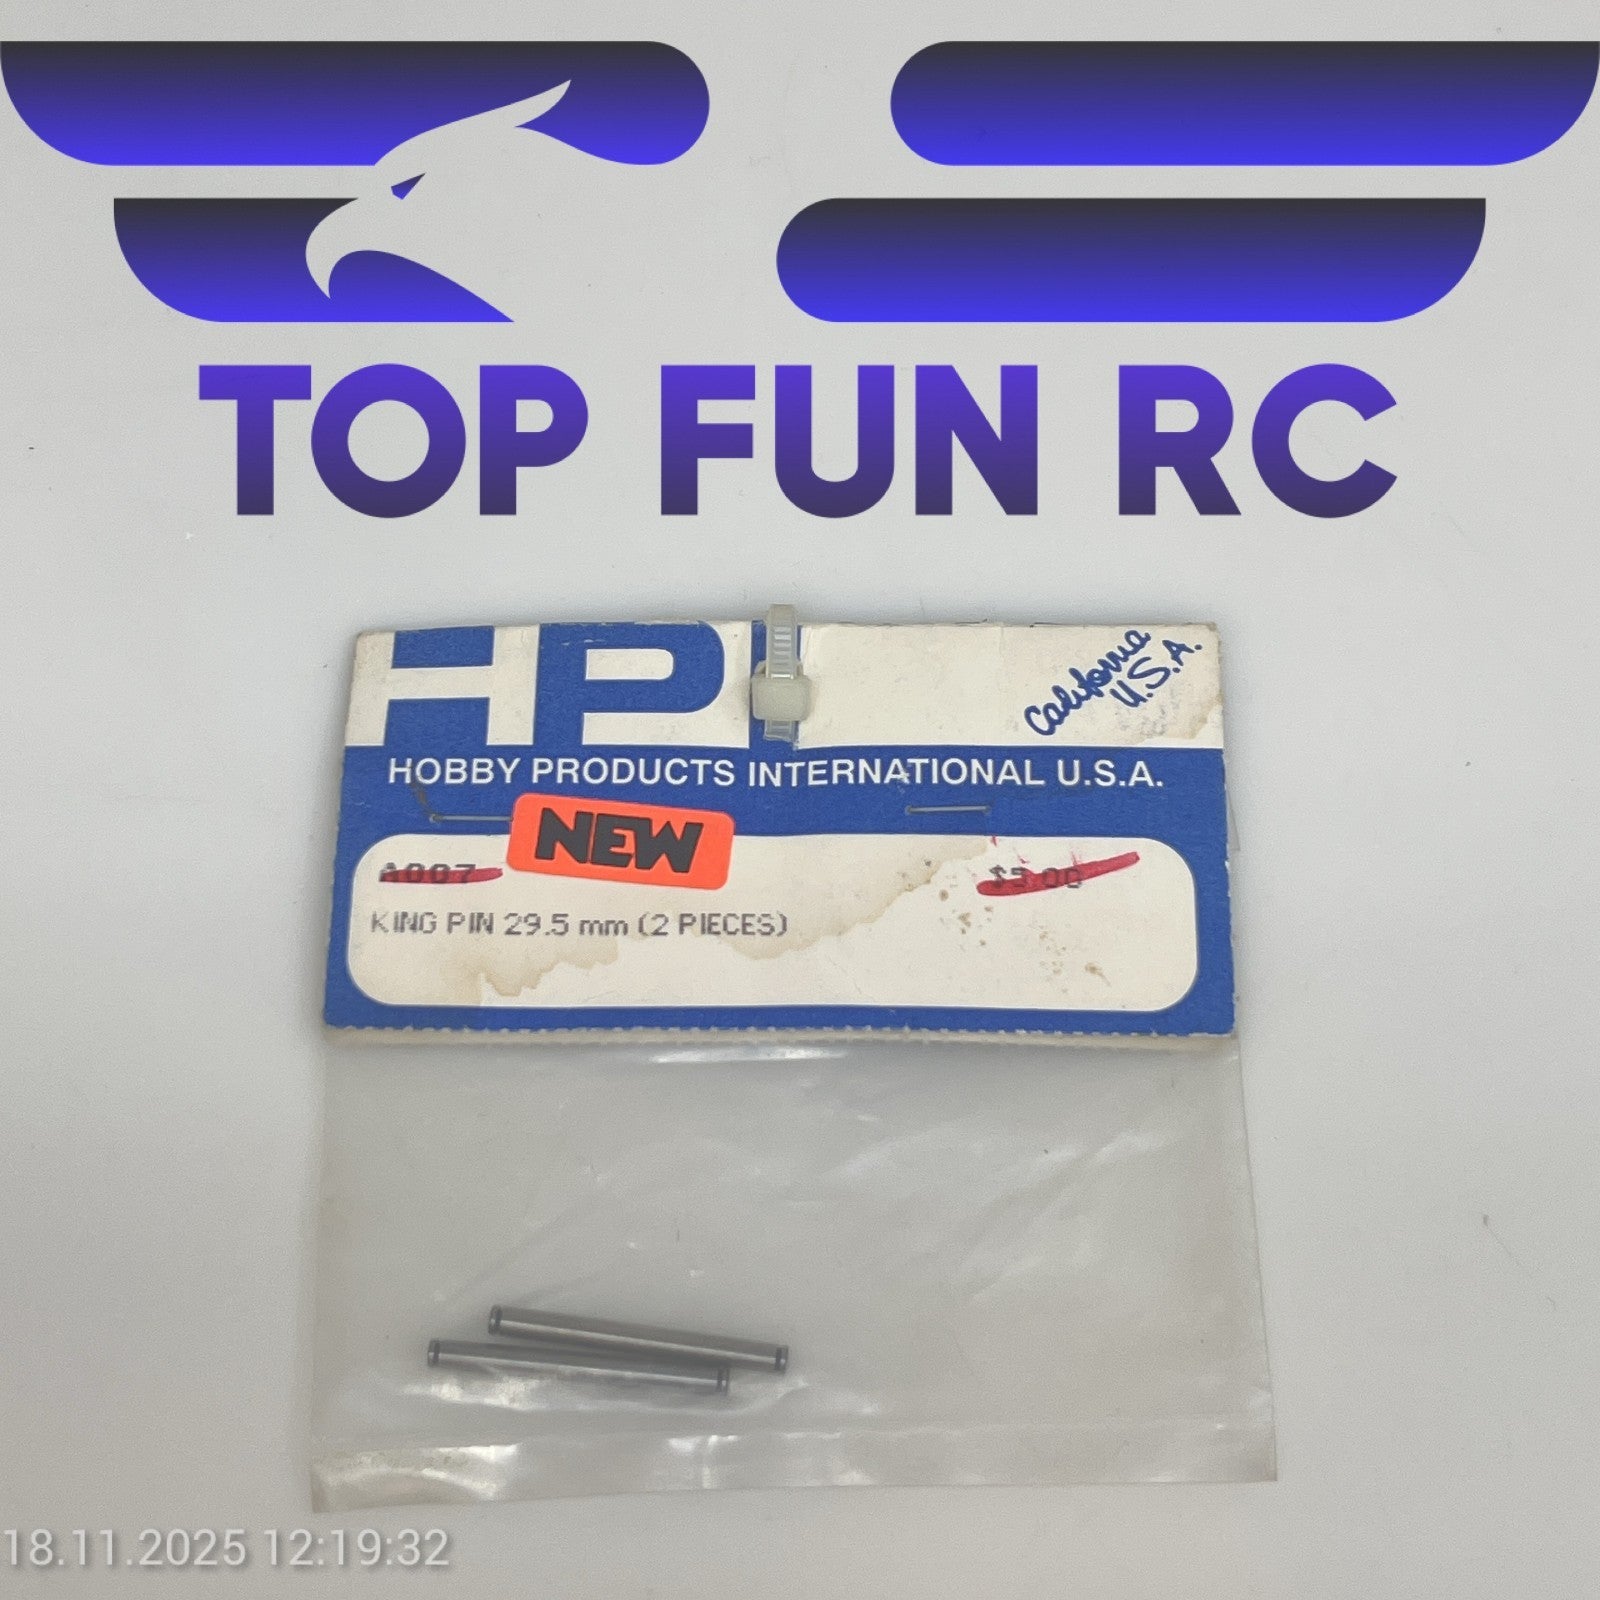 TOP FUN RC
HPI
California
U.S.A.
HOBBY PRODUCTS INTERNATIONAL U.S.A.
NEW
A007
KING PIN 29.5 mm (2 PIECES)
18.11.2025 12:19:32